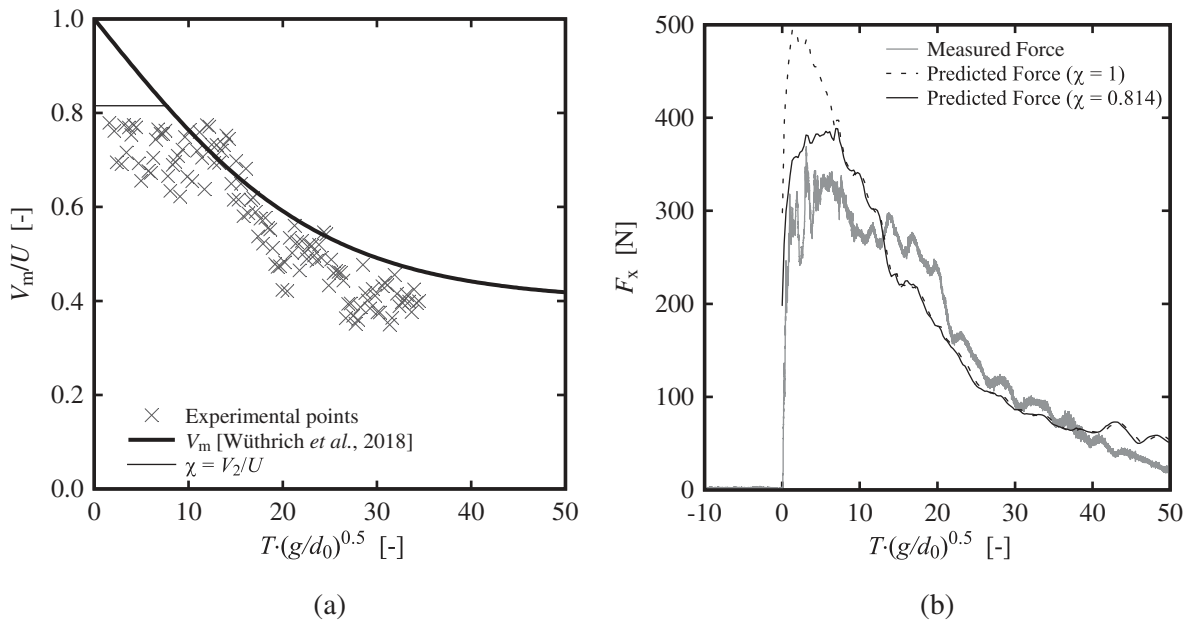 1.0
0.8
0.6
0.4
0.2
0.0
V_m/U [-]
Experimental points
V_m [Wüthrich et al., 2018]
χ = V_2/U
0 10 20 30 40 50
T·(g/d_0)^0.5 [-]
(a)
500
400
300
200
100
0
F_x [N]
Measured Force
Predicted Force (χ = 1)
Predicted Force (χ = 0.814)
-10 0 10 20 30 40 50
T·(g/d_0)^0.5 [-]
(b)